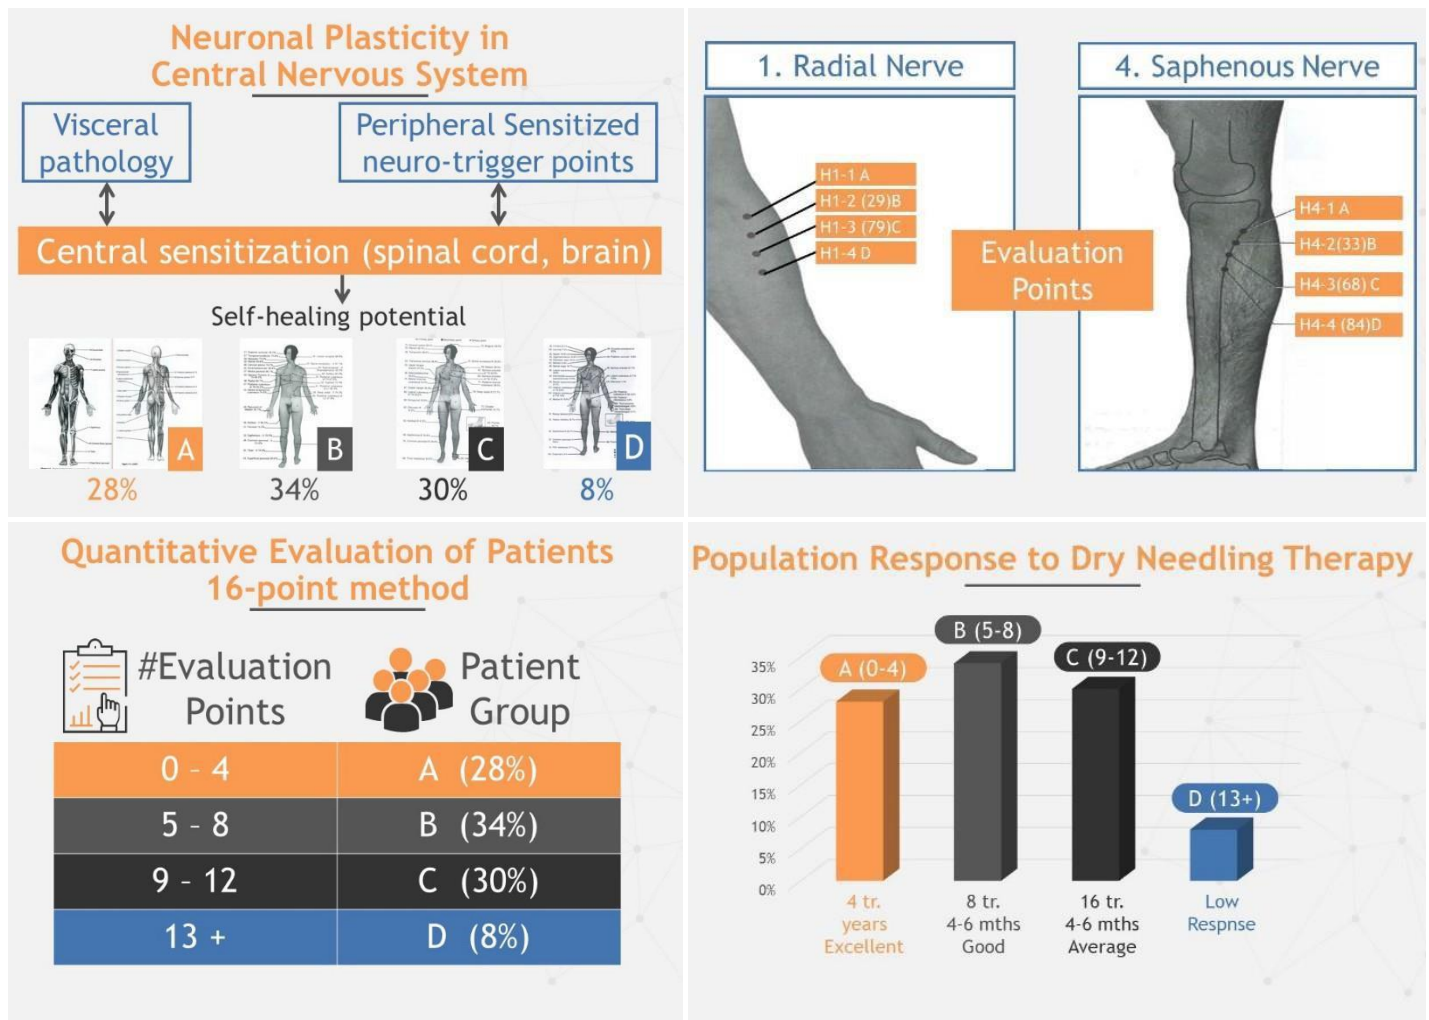 Neuronal Plasticity in
Central Nervous System
Visceral
pathology
Peripheral Sensitized
neuro-trigger points
Central sensitization (spinal cord, brain)
Self-healing potential
A
B
C
D
28%
34%
30%
8%
1. Radial Nerve
H1-1 A
H1-2 (29)B
H1-3 (79)C
H1-4 D
Evaluation
Points
4. Saphenous Nerve
H4-1 A
H4-2(33)B
H4-3(68) C
H4-4 (84)D
Quantitative Evaluation of Patients
16-point method
#Evaluation
Points
Patient
Group
0 - 4 A (28%)
5 - 8 B (34%)
9 - 12 C (30%)
13 + D (8%)
Population Response to Dry Needling Therapy
35%
30%
25%
20%
15%
10%
5%
0%
A (0-4)
B (5-8)
C (9-12)
D (13+)
4 tr.
years
Excellent
8 tr.
4-6 mths
Good
16 tr.
4-6 mths
Average
Low
Respnse